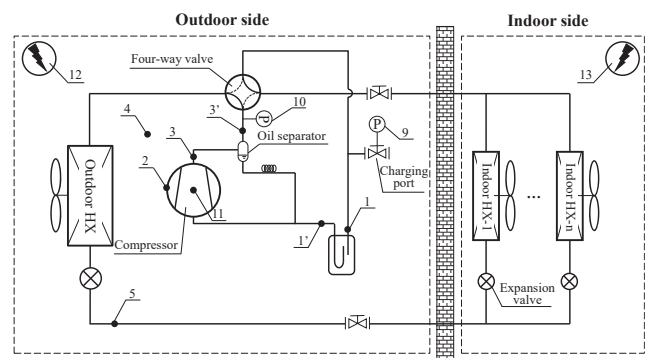 Outdoor side
Indoor side
Four-way valve
12
13
10
P
3'
4
P
9
Oil separator
3
2
Charging
port
Outdoor HX
11
1
Indoor HX-1
...
Indoor HX-n
Compressor
1'
5
Expansion
valve